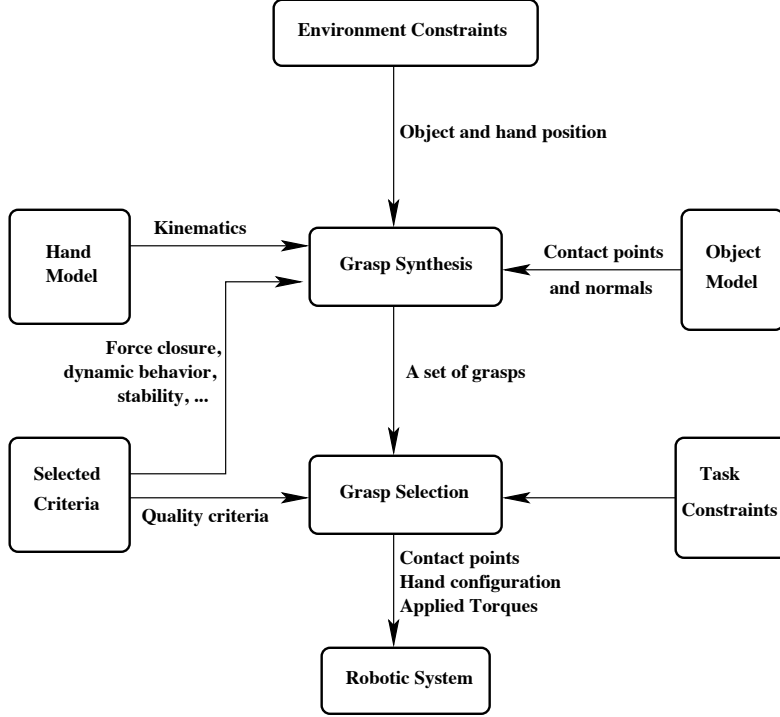 Environment Constraints
Object and hand position
Kinematics
Hand
Model
Grasp Synthesis
Contact points
and normals
Object
Model
Force closure,
dynamic behavior,
stability, ...
A set of grasps
Selected
Criteria
Quality criteria
Grasp Selection
Task
Constraints
Contact points
Hand configuration
Applied Torques
Robotic System